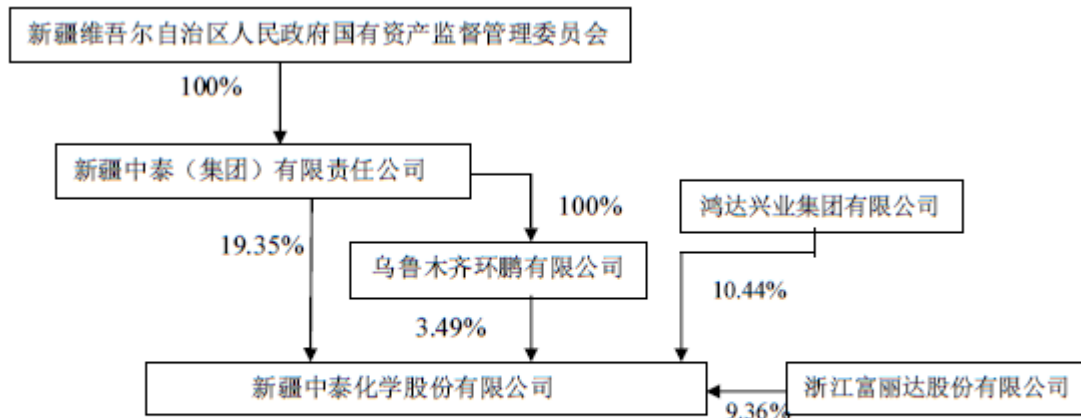 新疆维吾尔自治区人民政府国有资产监督管理委员会
100%
新疆中泰（集团）有限责任公司
100%
鸿达兴业集团有限公司
19.35%
乌鲁木齐环鹏有限公司
10.44%
3.49%
新疆中泰化学股份有限公司
浙江富丽达股份有限公司
9.36%